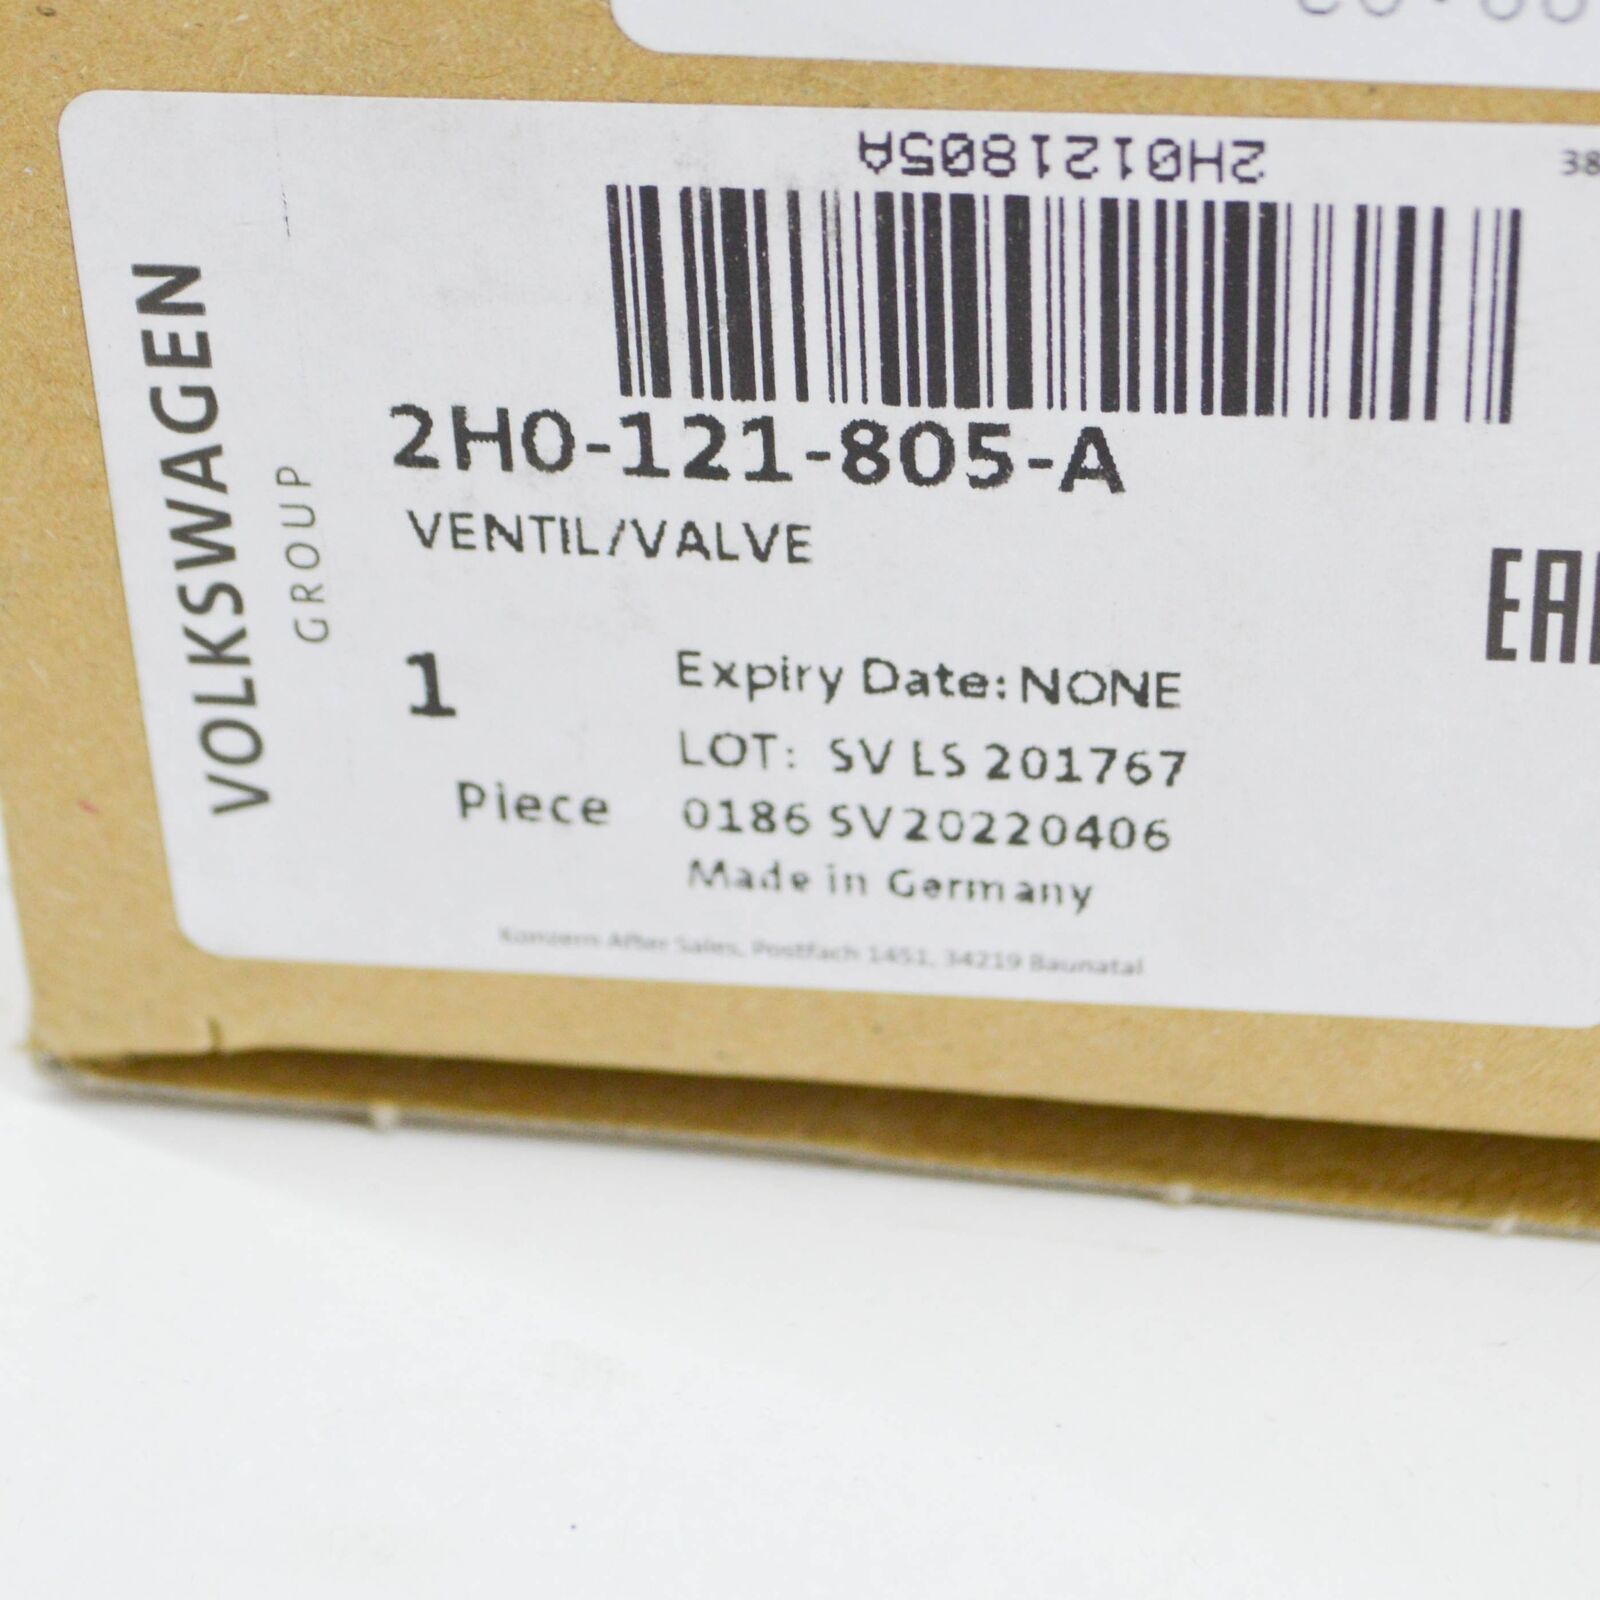 2H0121805A
38
VOLKSWAGEN
GROUP
2H0-121-805-A
VENTIL/VALVE
EAC
1
Piece
Expiry Date: NONE
LOT: SV LS 201767
0186 SV20220406
Made in Germany
Konzern After Sales, Postfach 1451, 34219 Baunatal